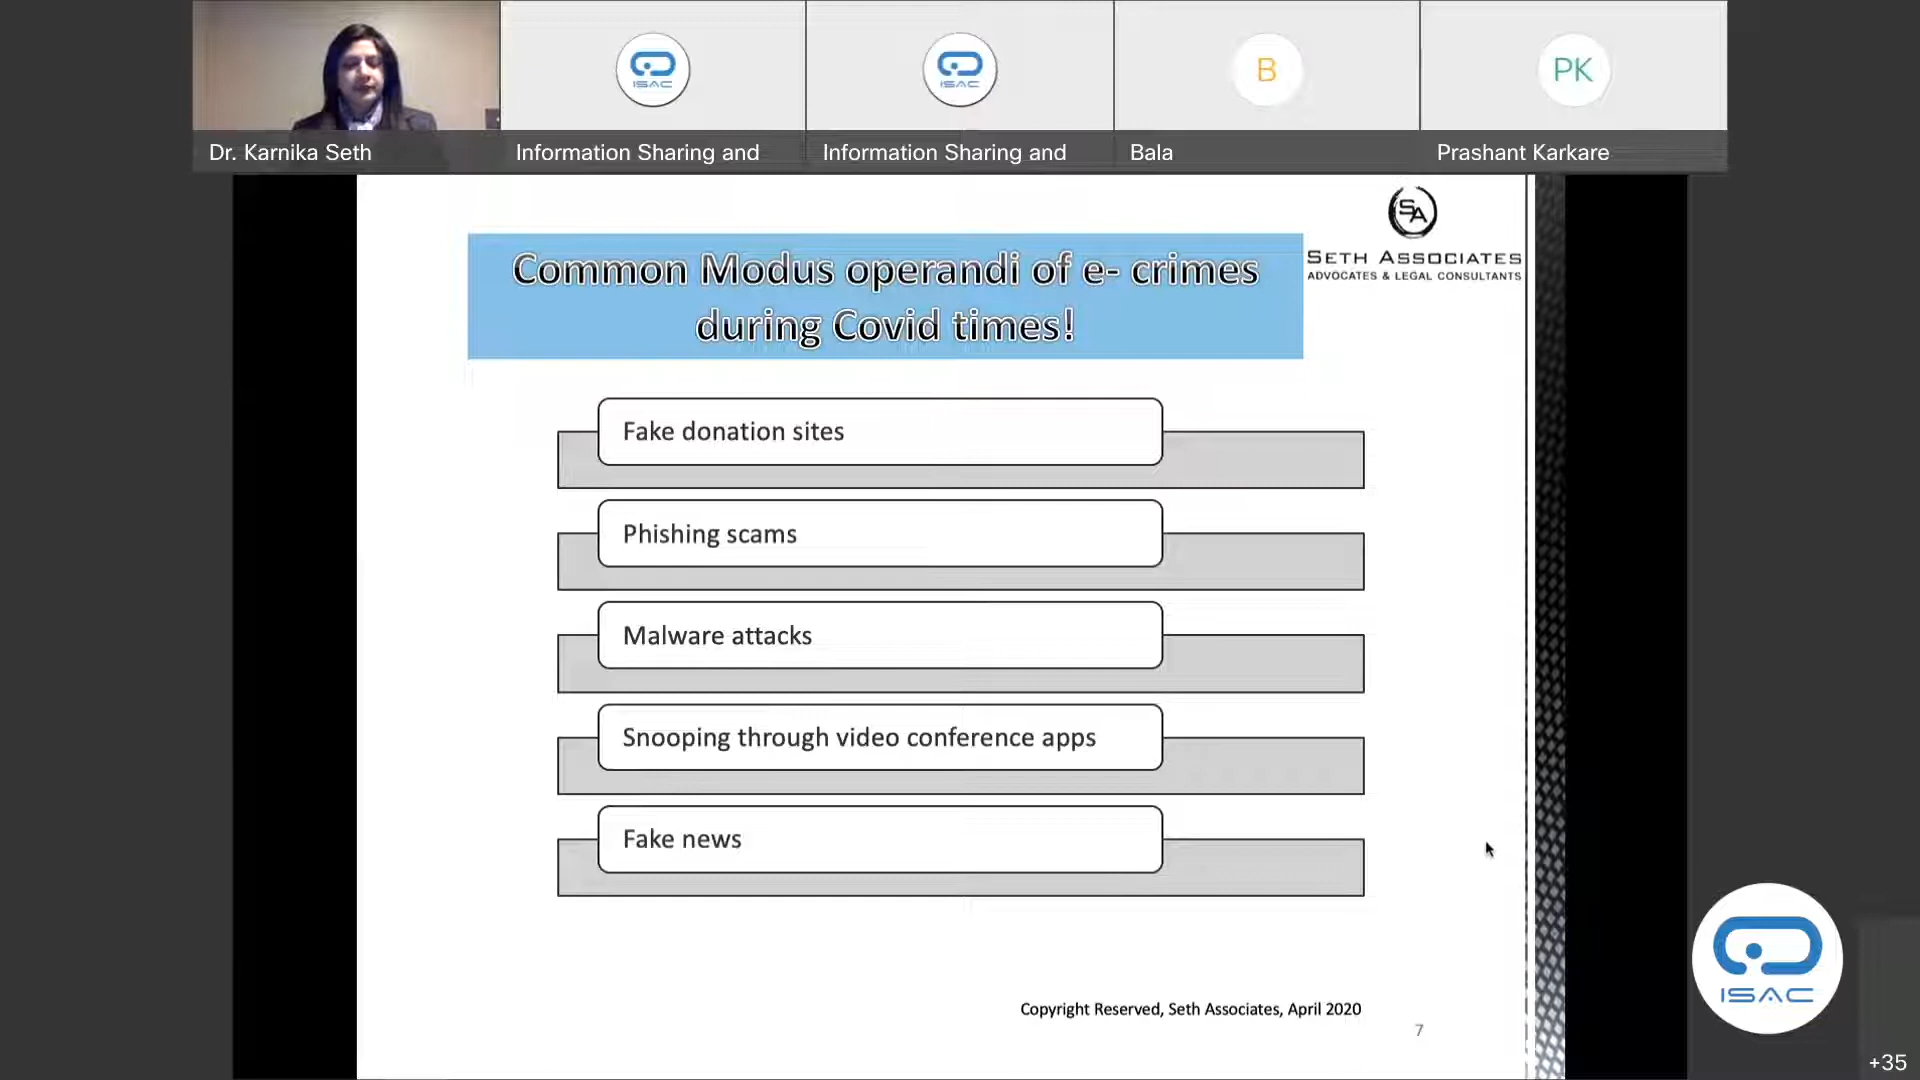 ISAC
ISAC
B
PK
Dr. Karnika Seth
Information Sharing and
Information Sharing and
Bala
Prashant Karkare
SA
SETH ASSOCIATES
ADVOCATES & LEGAL CONSULTANTS
Common Modus operandi of e- crimes
during Covid times!
Fake donation sites
Phishing scams
Malware attacks
Snooping through video conference apps
Fake news
Copyright Reserved, Seth Associates, April 2020
7
ISAC
+35